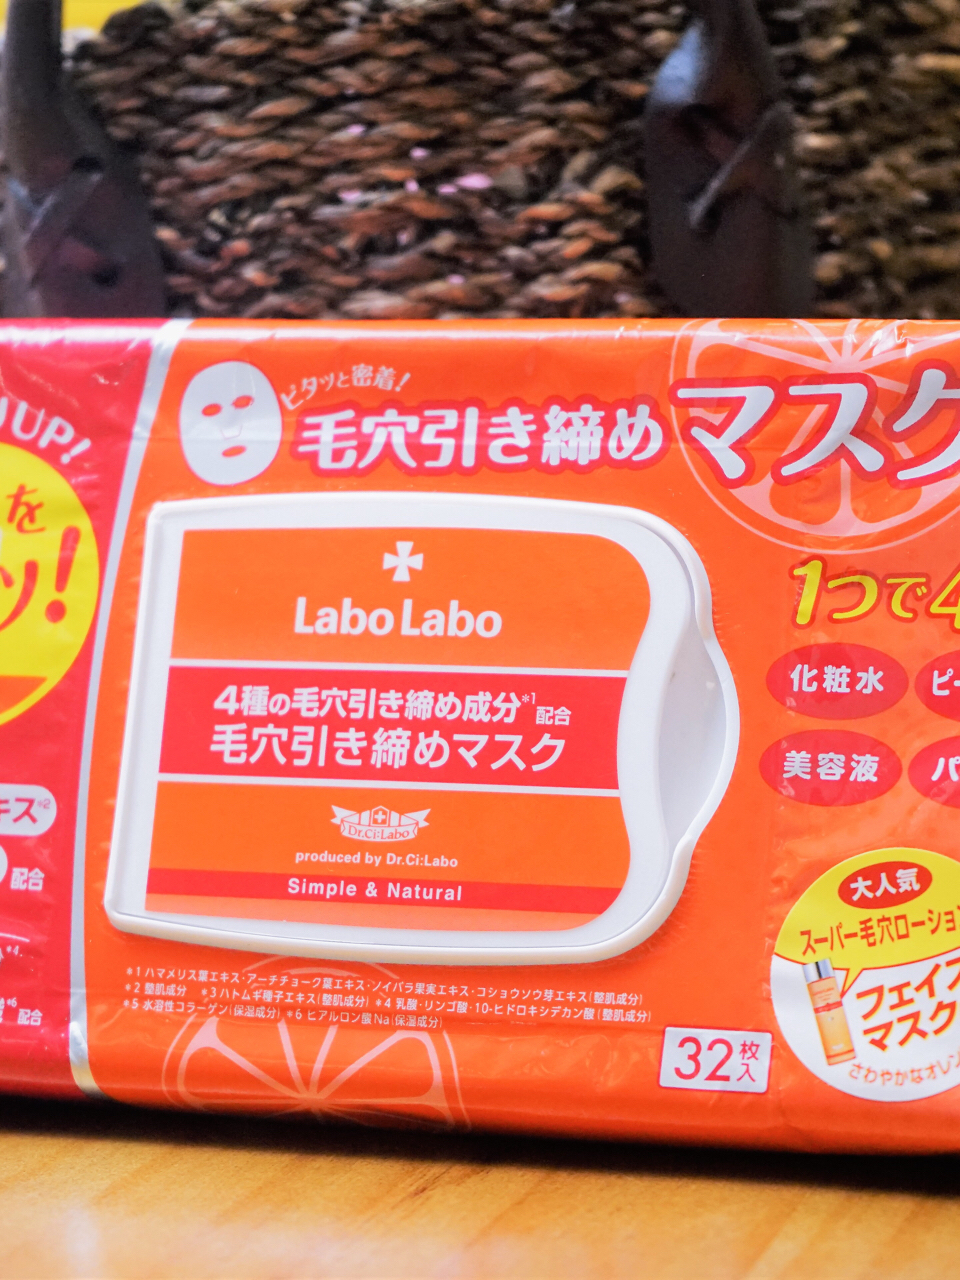 UP!
を
ソ!
キス*2
配合
*4.
*6
配合
ピタッと密着!
毛穴引き締め マスク
Labo Labo
4種の毛穴引き締め成分*1配合
毛穴引き締めマスク
Dr.Ci:Labo
produced by Dr.Ci:Labo
Simple & Natural
1つで4
化粧水
ピー
美容液
パ
大人気
スーパー毛穴ローション
フェイス
マスク
さわやかなオレン
*1 ハマメリス葉エキス・アーチチョーク葉エキス・ノイバラ果実エキス・コショウソウ芽エキス(整肌成分)
*2 整肌成分 *3 ハトムギ種子エキス(整肌成分) *4 乳酸・リンゴ酸・10-ヒドロキシデカン酸(整肌成分)
*5 水溶性コラーゲン(保湿成分) *6 ヒアルロン酸Na(保湿成分)
32枚入